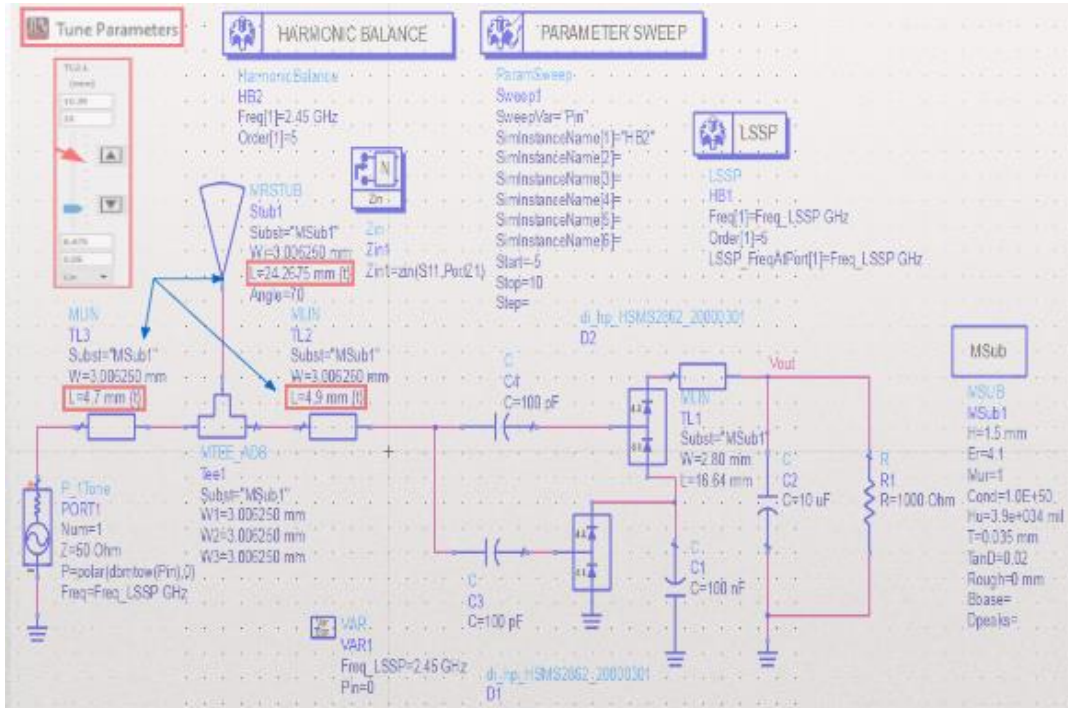 Tune Parameters
HARMONIC BALANCE
PARAMETER SWEEP
TL2.L
(mm)
HarmonicBalance
HB2
Freq[1]=2.45 GHz
Order[1]=5
ParamSweep
Sweep1
SweepVar="Pin"
SimInstanceName[1]="HB2"
SimInstanceName[2]=
SimInstanceName[3]=
SimInstanceName[4]=
SimInstanceName[5]=
SimInstanceName[6]=
Start=-5
Stop=10
Step=
LSSP
LSSP
HB1
Freq[1]=Freq_LSSP GHz
Order[1]=5
LSSP_FreqAtPort[1]=Freq_LSSP GHz
N
Zin
Zin
Zin1
Zin1=zin(S11,PortZ1)
MRSTUB
Stub1
Subst="MSub1"
Wi=3.006250 mm
L=24.2675 mm {t}
Angle=70
MLIN
TL3
Subst="MSub1"
W=3.006250 mm
L=4.7 mm {t}
MLIN
TL2
Subst="MSub1"
W=3.006250 mm
L=4.9 mm {t}
di_hp_HSMS2862_20000301
D2
C
C4
C=100 pF
Vout
MLIN
TL1
Subst="MSub1"
W=2.80 mm
L=16.64 mm
MSub
MSUB
MSub1
H=1.5 mm
Er=4.1
Mur=1
Cond=1.0E+50
Hu=3.9e+034 mil
T=0.035 mm
TanD=0.02
Rough=0 mm
Bbase=
Dpeaks=
MTEE_ADS
Tee1
Subst="MSub1"
W1=3.006250 mm
W2=3.006250 mm
W3=3.006250 mm
P_1Tone
PORT1
Num=1
Z=50 Ohm
P=polar(dbmtow(Pin),0)
Freq=Freq_LSSP GHz
C
C2
C=10 uF
R
R1
R=1000 Ohm
C
C1
C=100 nF
C
C3
C=100 pF
Var
Eqn
VAR
VAR1
Freq_LSSP=2.45 GHz
Pin=0
di_hp_HSMS2862_20000301
D1